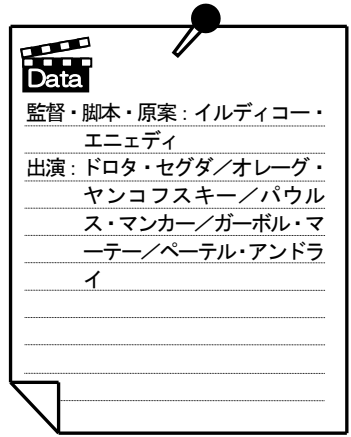 Data
監督・脚本・原案：イルディコー・
エニェディ
出演：ドロタ・セグダ／オレーグ・
ヤンコフスキー／パウル
ス・マンカー／ガーボル・マ
ーテー／ペーテル・アンドラ
イ